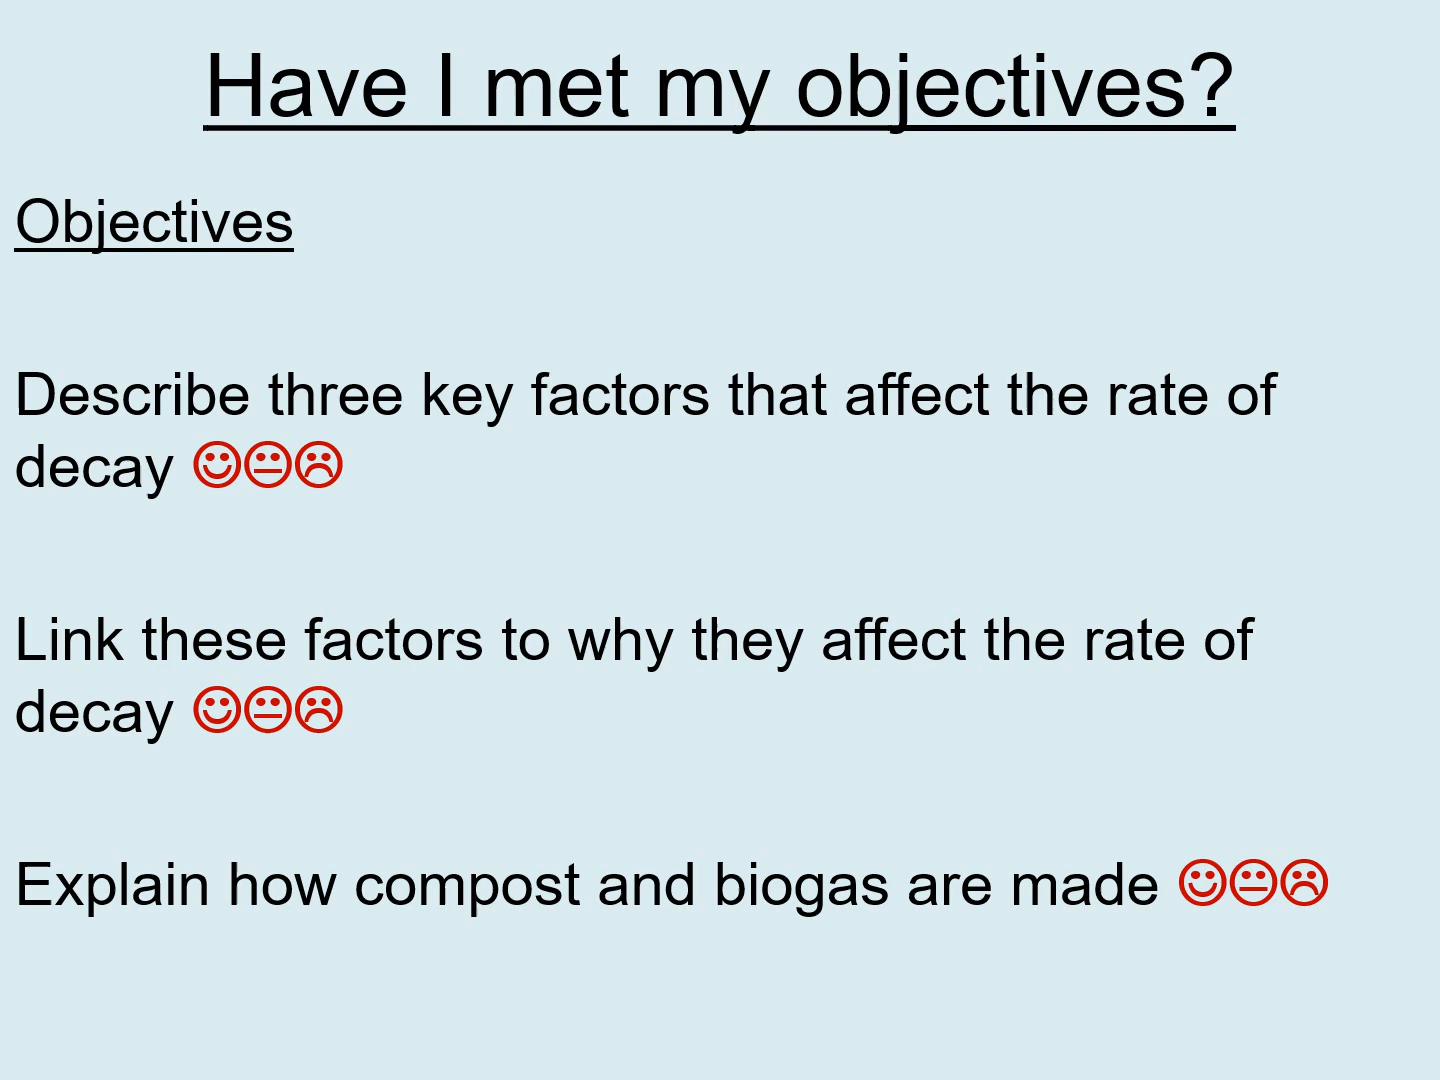 Have I met my objectives?
Objectives
Describe three key factors that affect the rate of
decay ☺😐☹
Link these factors to why they affect the rate of
decay ☺😐☹
Explain how compost and biogas are made ☺😐☹